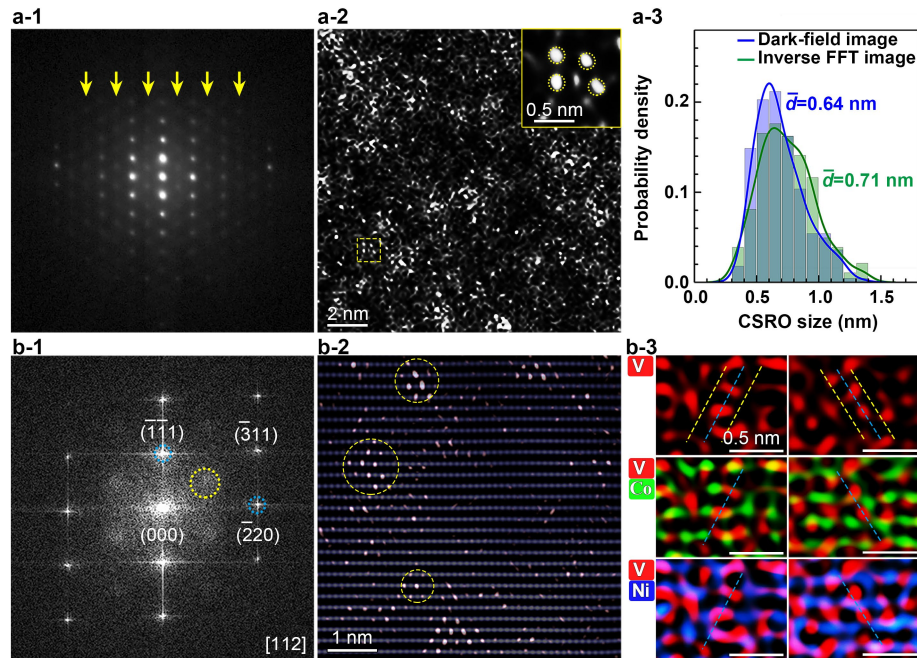 a-1
a-2
a-3
0.5 nm
2 nm
Dark-field image
Inverse FFT image
d̅=0.64 nm
d̅=0.71 nm
Probability density
0.2
0.1
0.0
0.0 0.5 1.0 1.5
CSRO size (nm)
b-1
b-2
b-3
(1̅1̅1)
(3̅11)
(000)
(2̅20)
[112]
1 nm
V
0.5 nm
V
Co
V
Ni